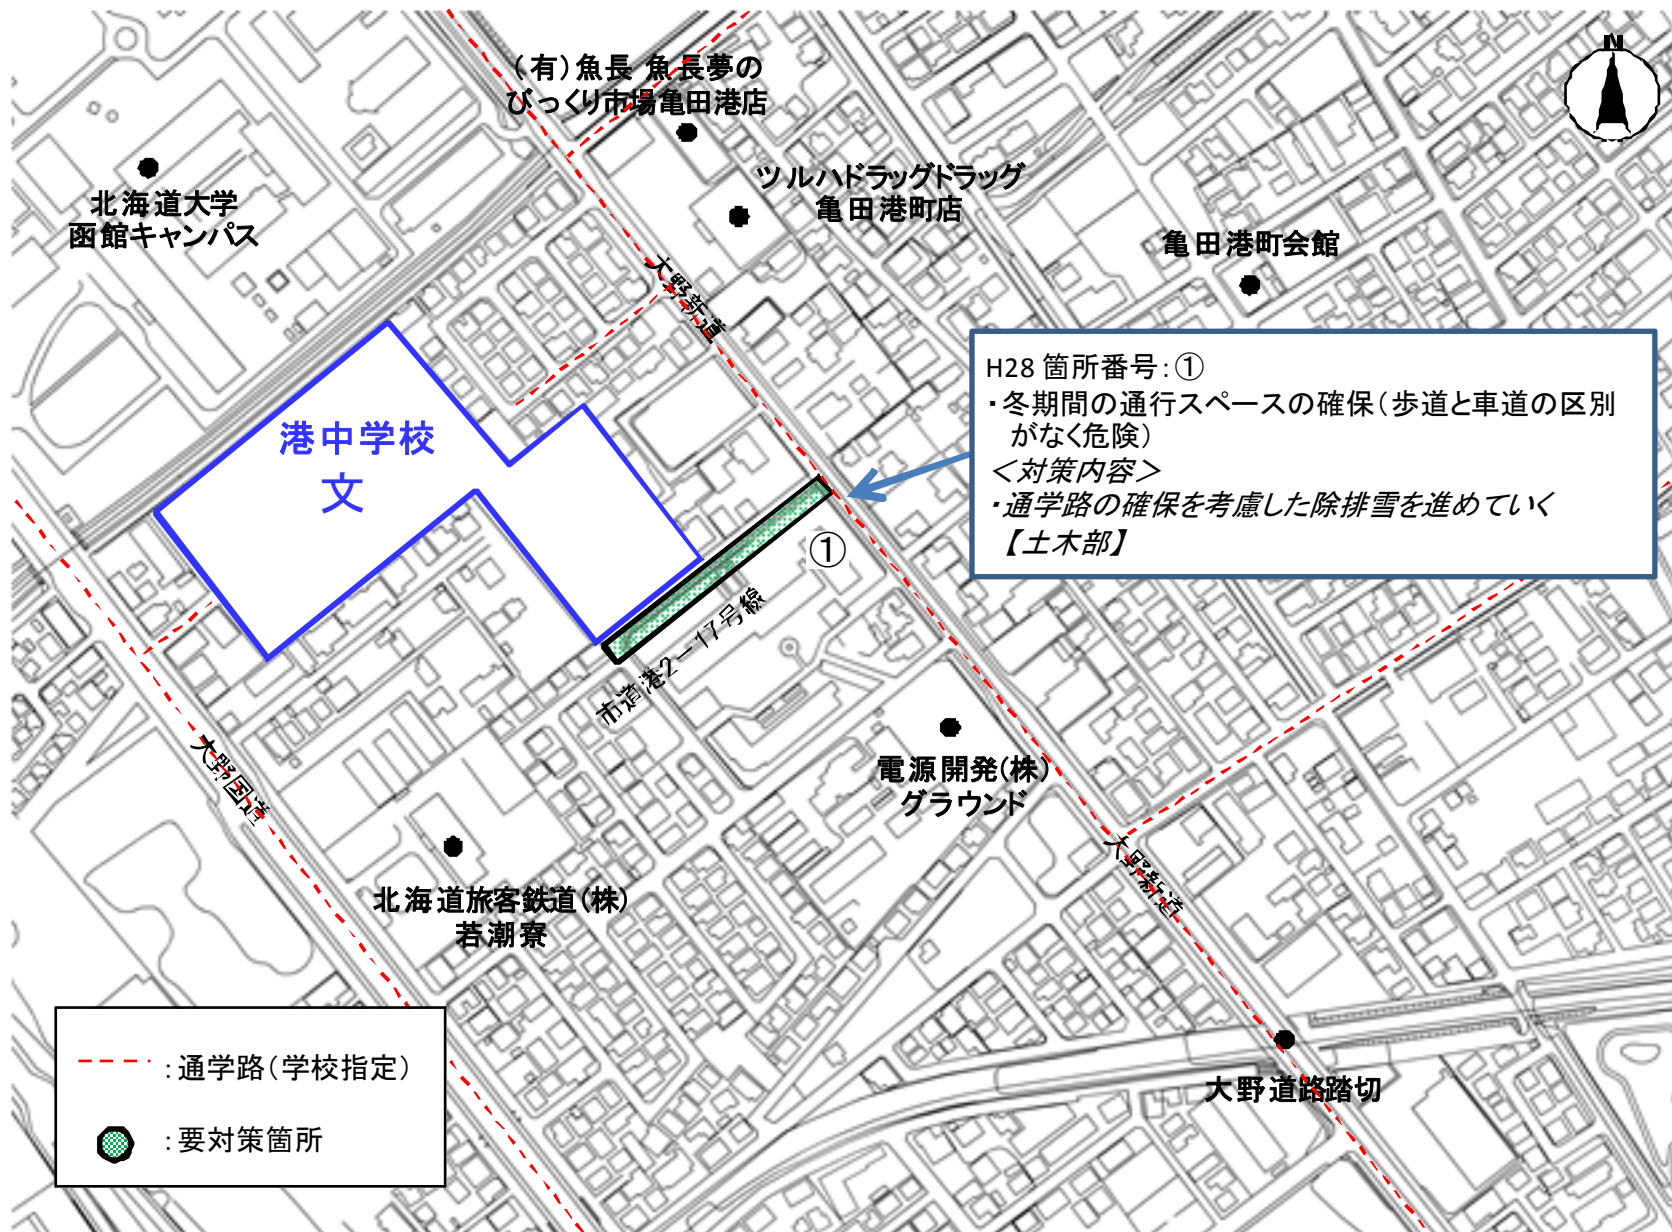 N
(有)魚長 魚長夢の
びっくり市場亀田港店
北海道大学
函館キャンパス
ツルハドラッグドラッグ
亀田港町店
亀田港町会館
大野新道
H28 箇所番号:①
・冬期間の通行スペースの確保(歩道と車道の区別
がなく危険)
<対策内容>
・通学路の確保を考慮した除排雪を進めていく
【土木部】
港中学校
文
①
市道港2-17号線
電源開発(株)
グラウンド
大野国道
大野新道
北海道旅客鉄道(株)
若潮寮
大野道路踏切
:通学路(学校指定)
:要対策箇所